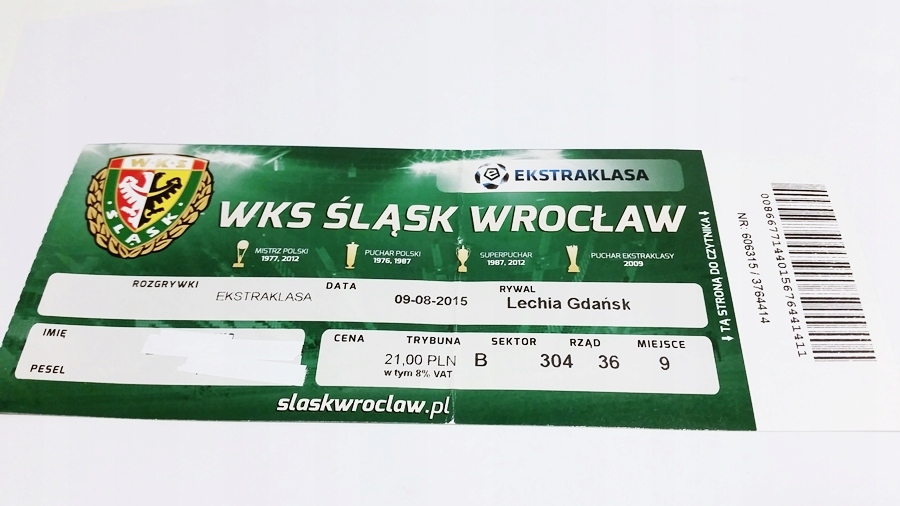 W·K·S
ŚLĄSK
EKSTRAKLASA
WKS ŚLĄSK WROCŁAW
MISTRZ POLSKI
1977, 2012
PUCHAR POLSKI
1976, 1987
SUPERPUCHAR
1987, 2012
PUCHAR EKSTRAKLASY
2009
ROZGRYWKI EKSTRAKLASA DATA 09-08-2015 RYWAL Lechia Gdańsk
IMIĘ
PESEL
CENA TRYBUNA SEKTOR RZĄD MIEJSCE
21,00 PLN B 304 36 9
w tym 8% VAT
slaskwroclaw.pl
TĄ STRONĄ DO CZYTNIKA
NR: 606315 / 3764414
0086677144015676441411